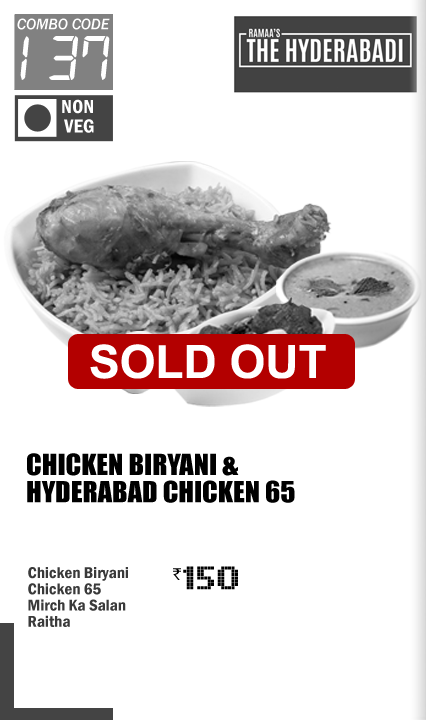 COMBO CODE
137
NON
VEG
RAMAA'S
THE HYDERABADI
SOLD OUT
CHICKEN BIRYANI &
HYDERABAD CHICKEN 65
Chicken Biryani
Chicken 65
Mirch Ka Salan
Raitha
₹150